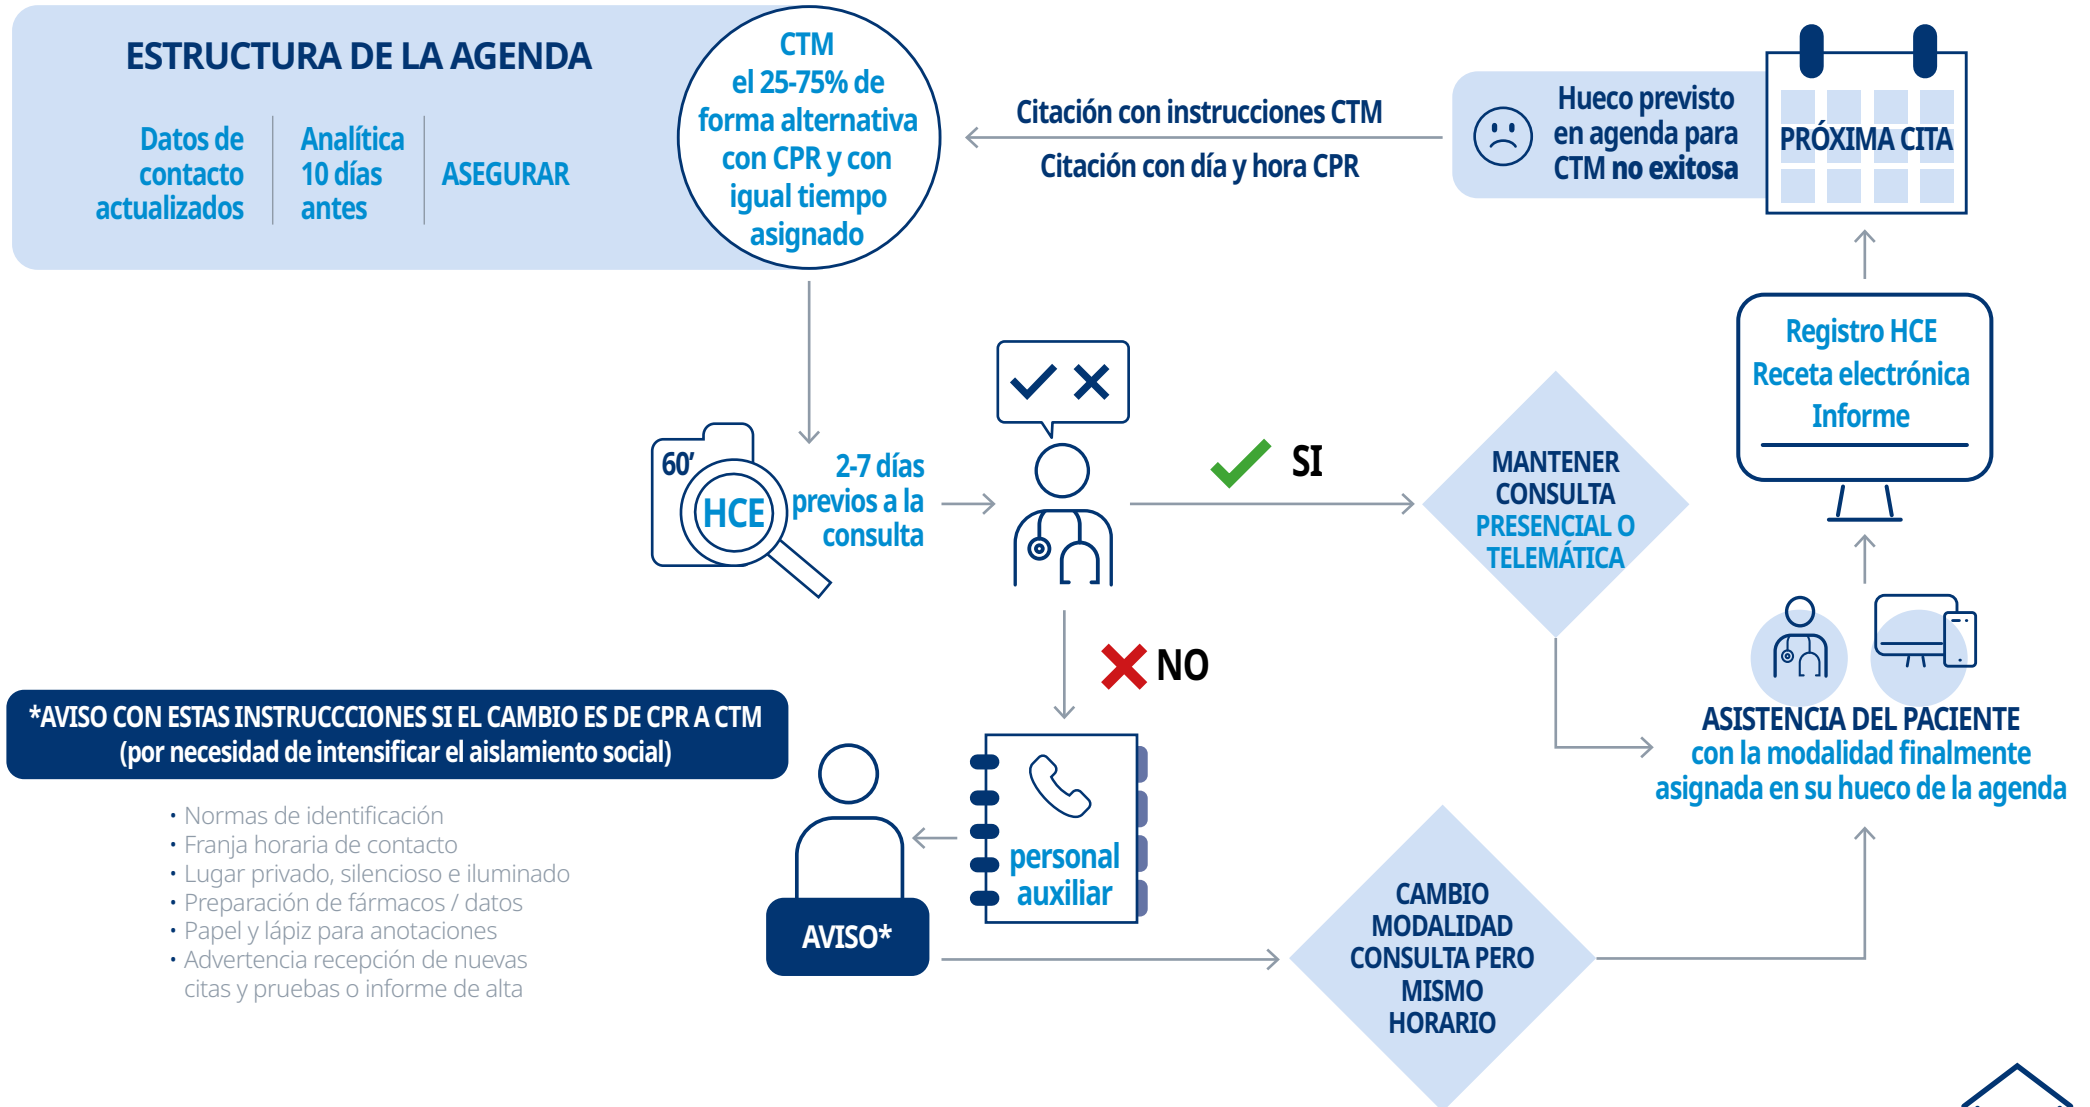 ESTRUCTURA DE LA AGENDA
Datos de
contacto
actualizados
Analítica
10 días
antes
ASEGURAR
CTM
el 25-75% de
forma alternativa
con CPR y con
igual tiempo
asignado
Citación con instrucciones CTM
Citación con día y hora CPR
Hueco previsto
en agenda para
CTM no exitosa
PRÓXIMA CITA
Registro HCE
Receta electrónica
Informe
60’
HCE
2-7 días
previos a la
consulta
SI
MANTENER
CONSULTA
PRESENCIAL O
TELEMÁTICA
NO
ASISTENCIA DEL PACIENTE
con la modalidad finalmente
asignada en su hueco de la agenda
*AVISO CON ESTAS INSTRUCCCIONES SI EL CAMBIO ES DE CPR A CTM
(por necesidad de intensificar el aislamiento social)
• Normas de identificación
• Franja horaria de contacto
• Lugar privado, silencioso e iluminado
• Preparación de fármacos / datos
• Papel y lápiz para anotaciones
• Advertencia recepción de nuevas
citas y pruebas o informe de alta
personal
auxiliar
AVISO*
CAMBIO
MODALIDAD
CONSULTA PERO
MISMO
HORARIO